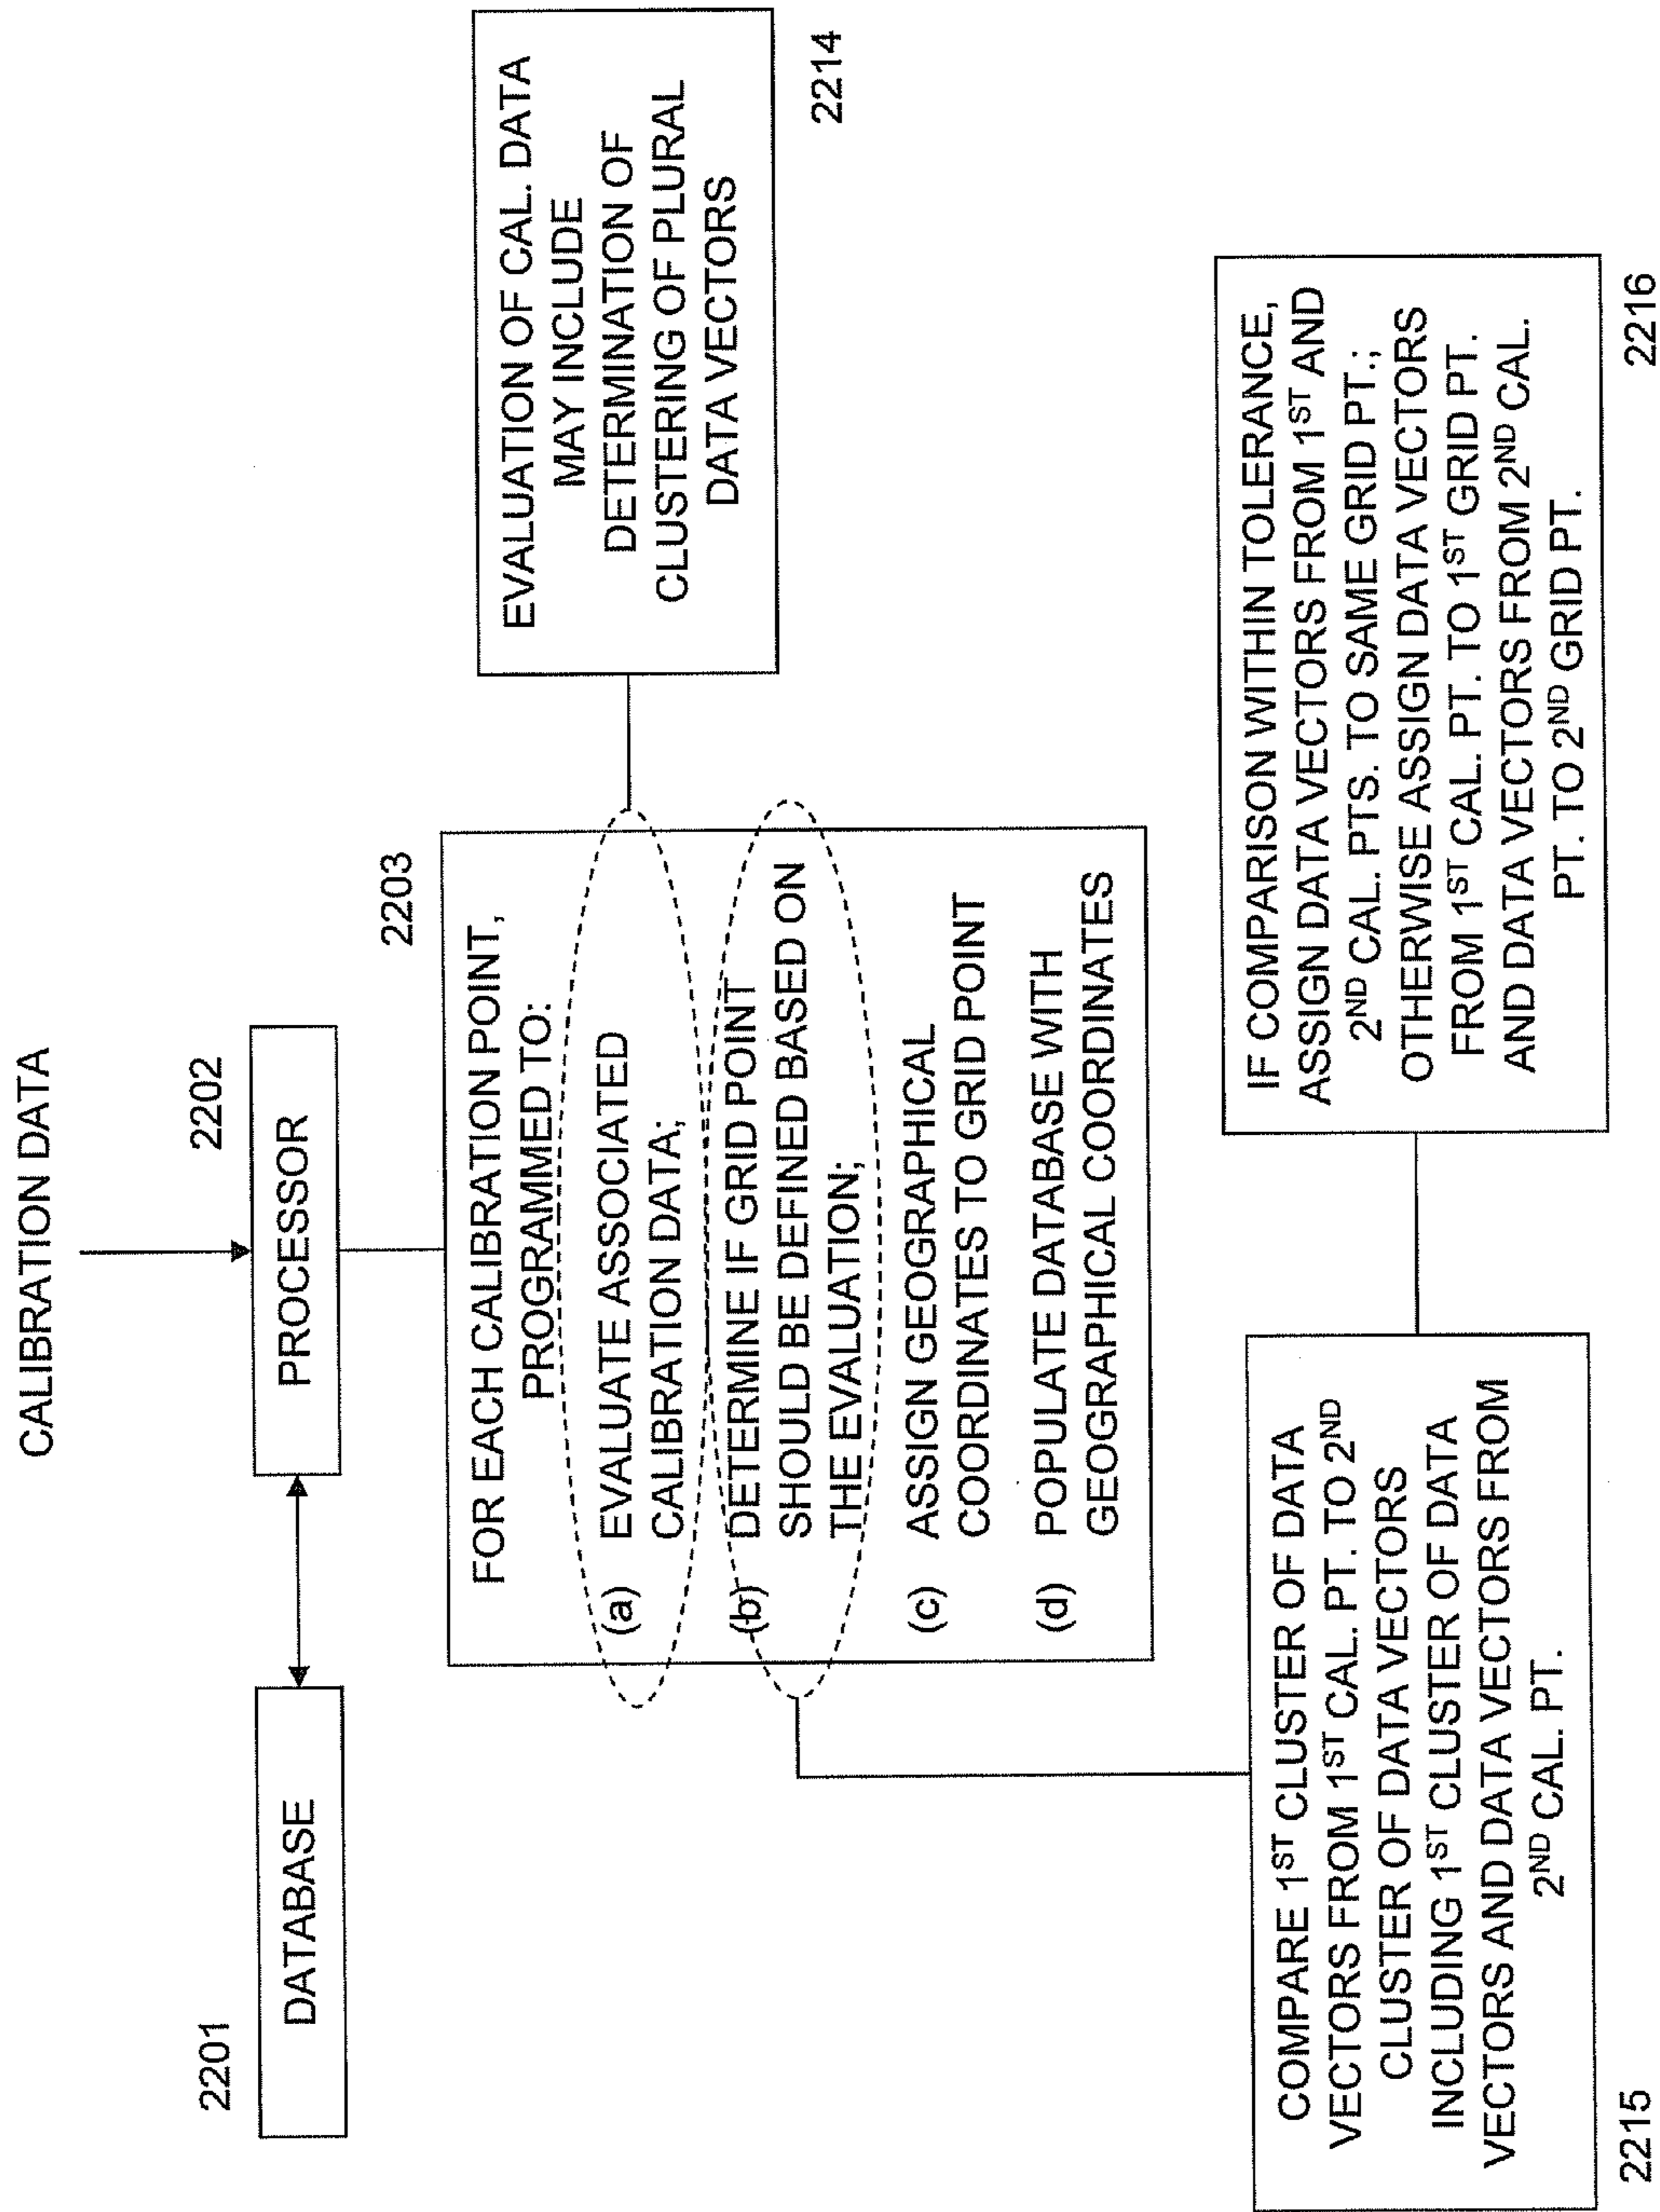 CALIBRATION DATA
2201
DATABASE
2202
PROCESSOR
2203
FOR EACH CALIBRATION POINT,
PROGRAMMED TO:
(a) EVALUATE ASSOCIATED
CALIBRATION DATA;
(b) DETERMINE IF GRID POINT
SHOULD BE DEFINED BASED ON
THE EVALUATION;
(c) ASSIGN GEOGRAPHICAL
COORDINATES TO GRID POINT
(d) POPULATE DATABASE WITH
GEOGRAPHICAL COORDINATES
EVALUATION OF CAL. DATA
MAY INCLUDE
DETERMINATION OF
CLUSTERING OF PLURAL
DATA VECTORS
2214
COMPARE 1ST CLUSTER OF DATA
VECTORS FROM 1ST CAL. PT. TO 2ND
CLUSTER OF DATA VECTORS
INCLUDING 1ST CLUSTER OF DATA
VECTORS AND DATA VECTORS FROM
2ND CAL. PT.
2215
IF COMPARISON WITHIN TOLERANCE,
ASSIGN DATA VECTORS FROM 1ST AND
2ND CAL. PTS. TO SAME GRID PT.;
OTHERWISE ASSIGN DATA VECTORS
FROM 1ST CAL. PT. TO 1ST GRID PT.
AND DATA VECTORS FROM 2ND CAL.
PT. TO 2ND GRID PT.
2216